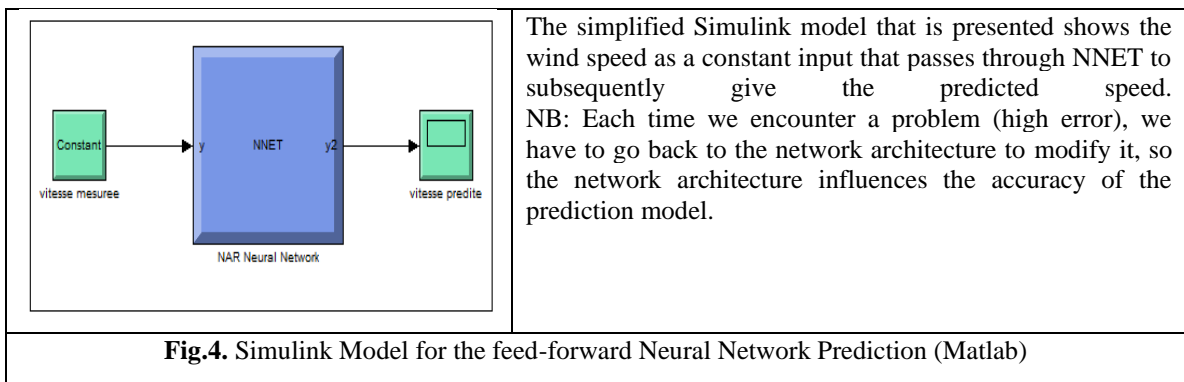 Constant
vitesse mesuree
y
NNET
y2
NAR Neural Network
vitesse predite
The simplified Simulink model that is presented shows the
wind speed as a constant input that passes through NNET to
subsequently give the predicted speed.
NB: Each time we encounter a problem (high error), we
have to go back to the network architecture to modify it, so
the network architecture influences the accuracy of the
prediction model.
Fig.4. Simulink Model for the feed-forward Neural Network Prediction (Matlab)